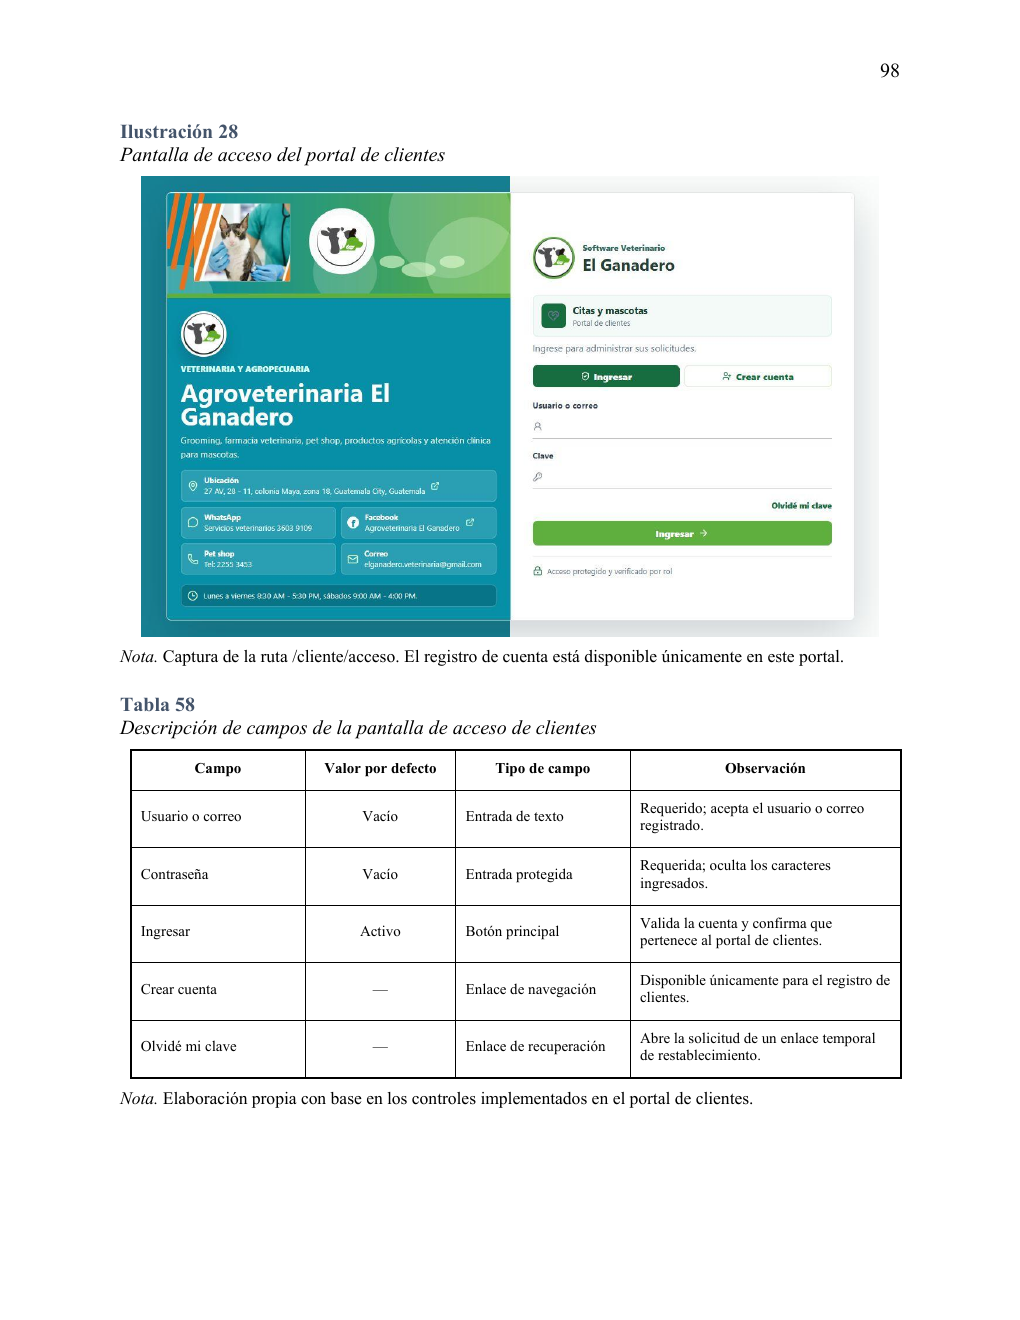 98
Ilustración 28
Pantalla de acceso del portal de clientes
VETERINARIA Y AGROPECUARIA
Agroveterinaria El
Ganadero
Grooming, farmacia veterinaria, pet shop, productos agrícolas y atención clínica
para mascotas.
Ubicación
27 AV, 28 - 11, colonia Maya, zona 18, Guatemala City, Guatemala
WhatsApp
Servicios veterinarios 3603 9109
Facebook
Agroveterinaria El Ganadero
Pet shop
Tel: 2255 3453
Correo
elganadero.veterinaria@gmail.com
Lunes a viernes 8:30 AM - 5:30 PM, sábados 9:00 AM - 4:00 PM.
Software Veterinario
El Ganadero
Citas y mascotas
Portal de clientes
Ingrese para administrar sus solicitudes.
Ingresar
Crear cuenta
Usuario o correo
Clave
Olvidé mi clave
Ingresar
Acceso protegido y verificado por rol
Nota. Captura de la ruta /cliente/acceso. El registro de cuenta está disponible únicamente en este portal.
Tabla 58
Descripción de campos de la pantalla de acceso de clientes
Campo Valor por defecto Tipo de campo Observación
Usuario o correo Vacío Entrada de texto Requerido; acepta el usuario o correo
registrado.
Contraseña Vacío Entrada protegida Requerida; oculta los caracteres
ingresados.
Ingresar Activo Botón principal Valida la cuenta y confirma que
pertenece al portal de clientes.
Crear cuenta — Enlace de navegación Disponible únicamente para el registro de
clientes.
Olvidé mi clave — Enlace de recuperación Abre la solicitud de un enlace temporal
de restablecimiento.
Nota. Elaboración propia con base en los controles implementados en el portal de clientes.